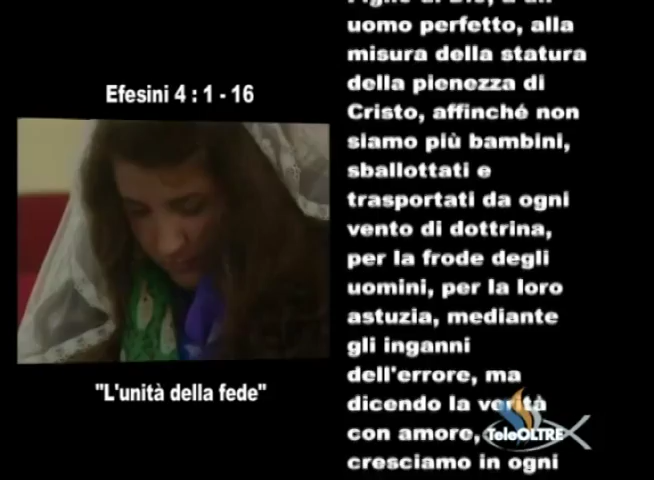 Efesini 4 : 1 - 16
"L'unità della fede"
uomo perfetto, alla
misura della statura
della pienezza di
Cristo, affinché non
siamo più bambini,
sballottati e
trasportati da ogni
vento di dottrina,
per la frode degli
uomini, per la loro
astuzia, mediante
gli inganni
dell'errore, ma
dicendo la verità
con amore,
cresciamo in ogni
TeleOLTRE